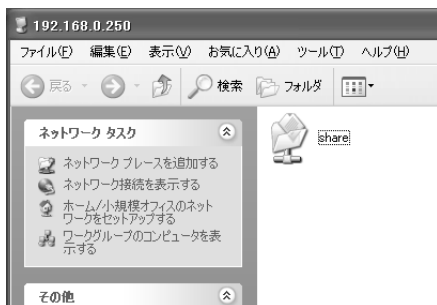 192.168.0.250
ファイル(F) 編集(E) 表示(V) お気に入り(A) ツール(T) ヘルプ(H)
戻る 検索 フォルダ
ネットワーク タスク
ネットワーク プレースを追加する
ネットワーク接続を表示する
ホーム/小規模オフィスのネット
ワークをセットアップする
ワークグループのコンピュータを表
示する
その他
share